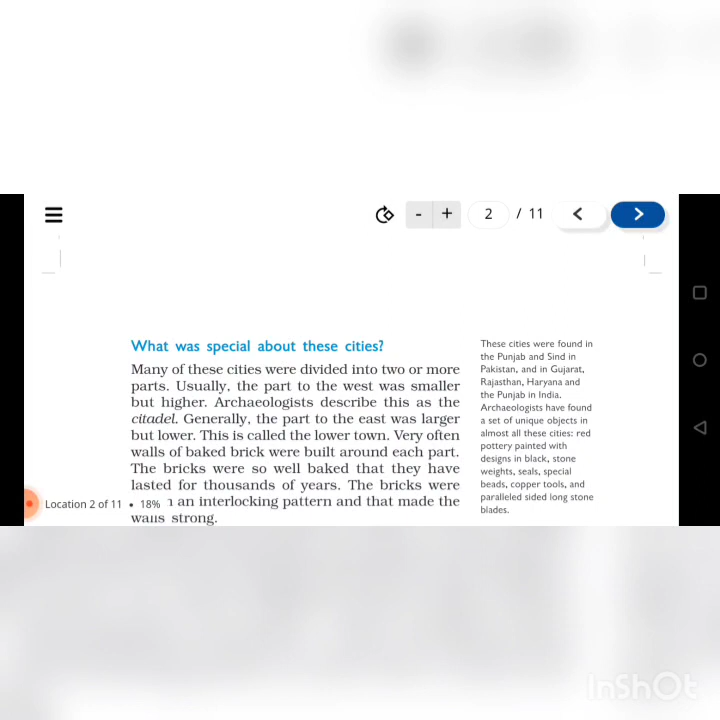 2 / 11
What was special about these cities?
Many of these cities were divided into two or more
parts. Usually, the part to the west was smaller
but higher. Archaeologists describe this as the
citadel. Generally, the part to the east was larger
but lower. This is called the lower town. Very often
walls of baked brick were built around each part.
The bricks were so well baked that they have
lasted for thousands of years. The bricks were
an interlocking pattern and that made the
walls strong.
These cities were found in
the Punjab and Sind in
Pakistan, and in Gujarat,
Rajasthan, Haryana and
the Punjab in India.
Archaeologists have found
a set of unique objects in
almost all these cities: red
pottery painted with
designs in black, stone
weights, seals, special
beads, copper tools, and
paralleled sided long stone
blades.
Location 2 of 11 • 18%
InShOt